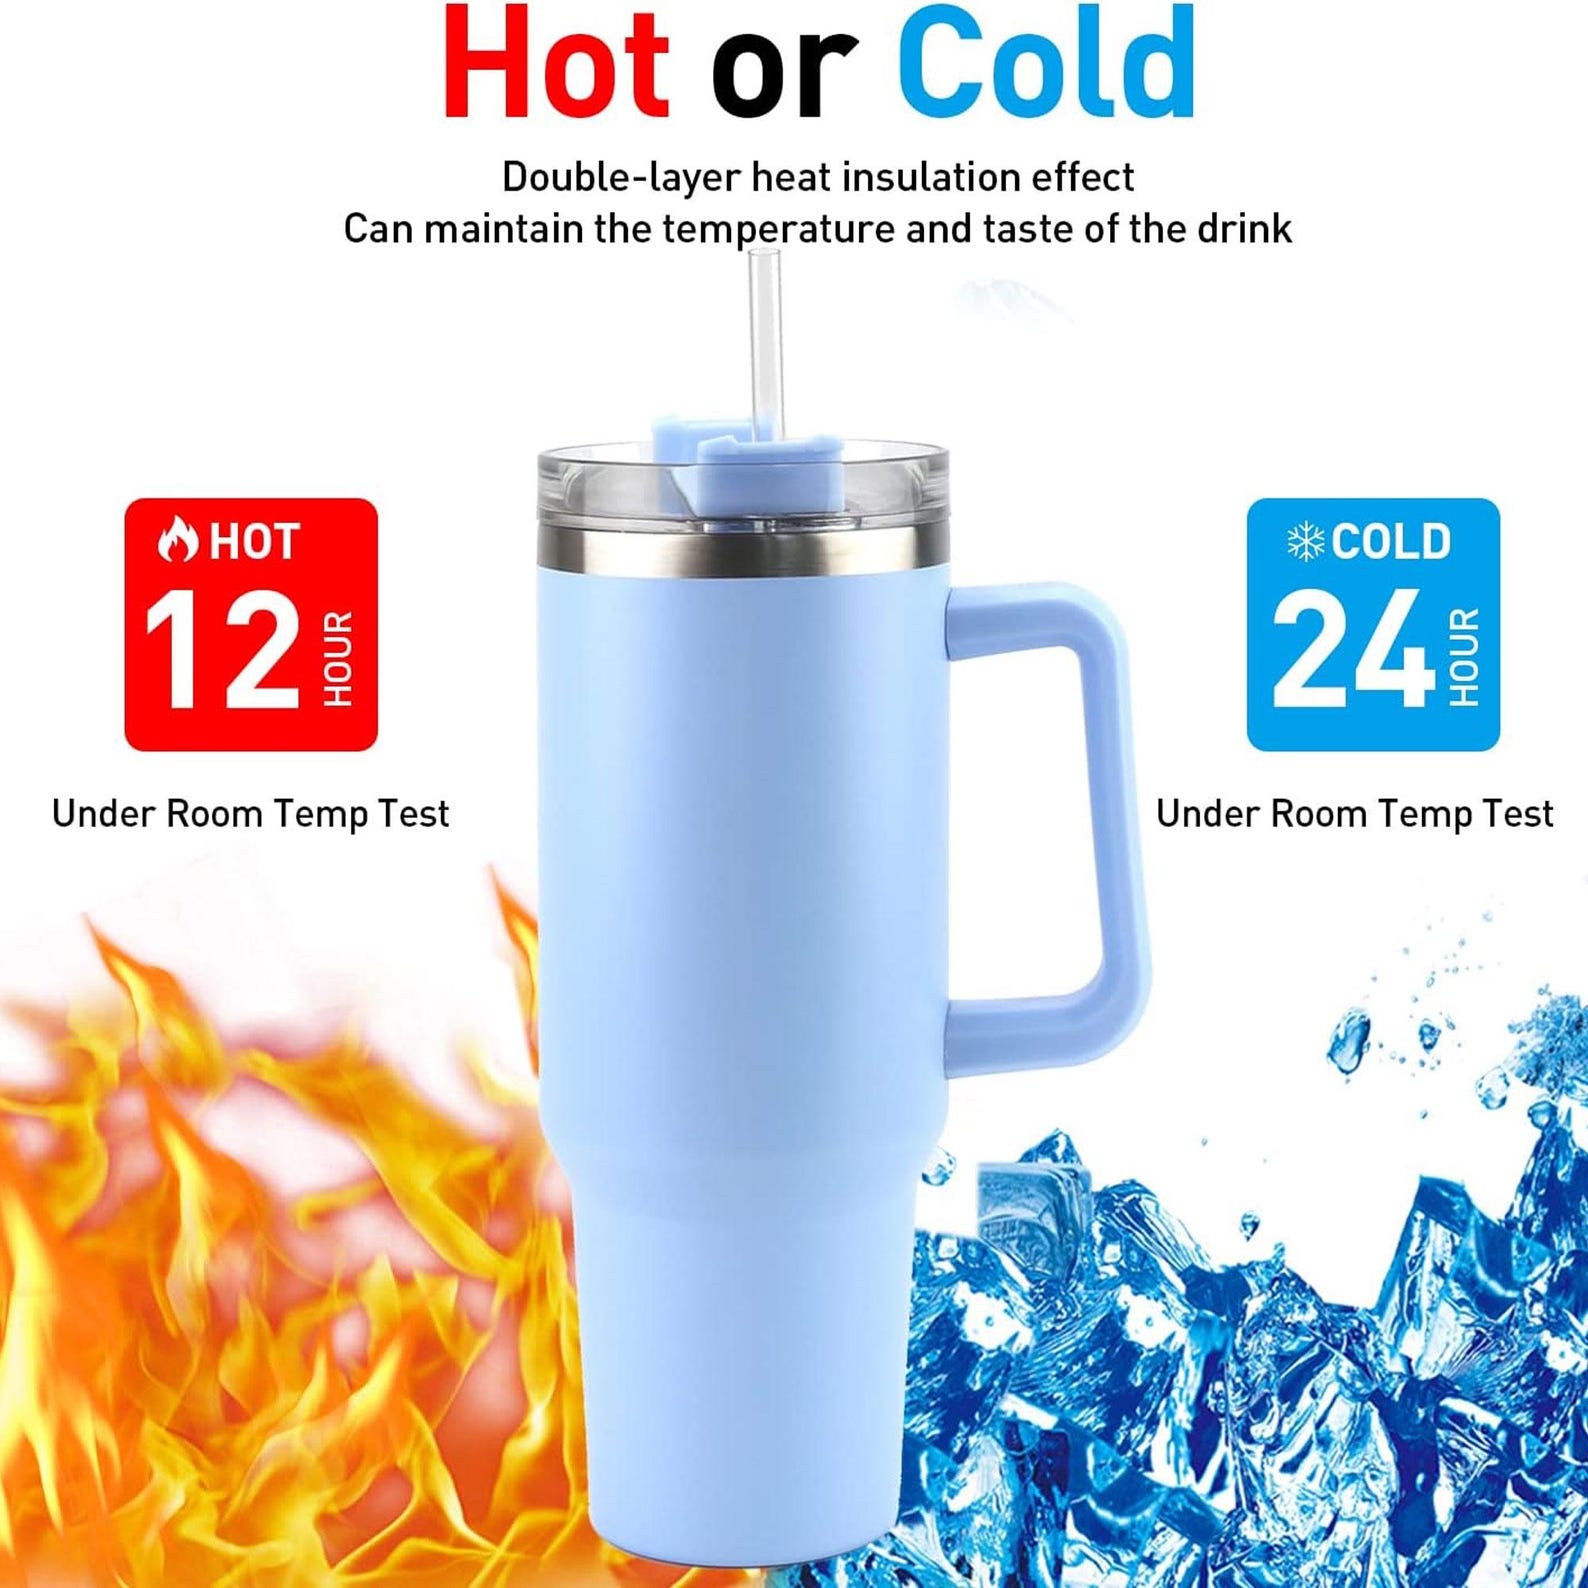 Hot or Cold
Double-layer heat insulation effect
Can maintain the temperature and taste of the drink
HOT
12 HOUR
Under Room Temp Test
COLD
24 HOUR
Under Room Temp Test